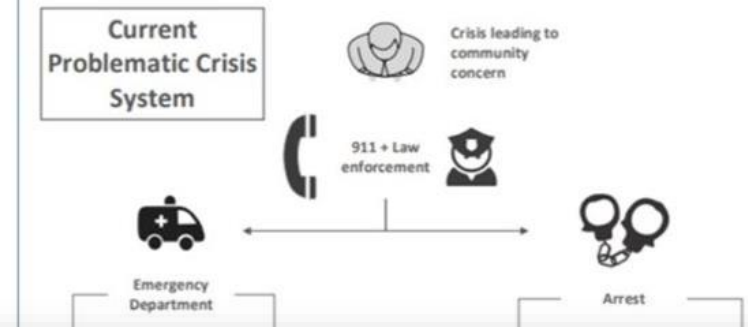 Current
Problematic Crisis
System
Crisis leading to
community
concern
911 + Law
enforcement
Emergency
Department
Arrest